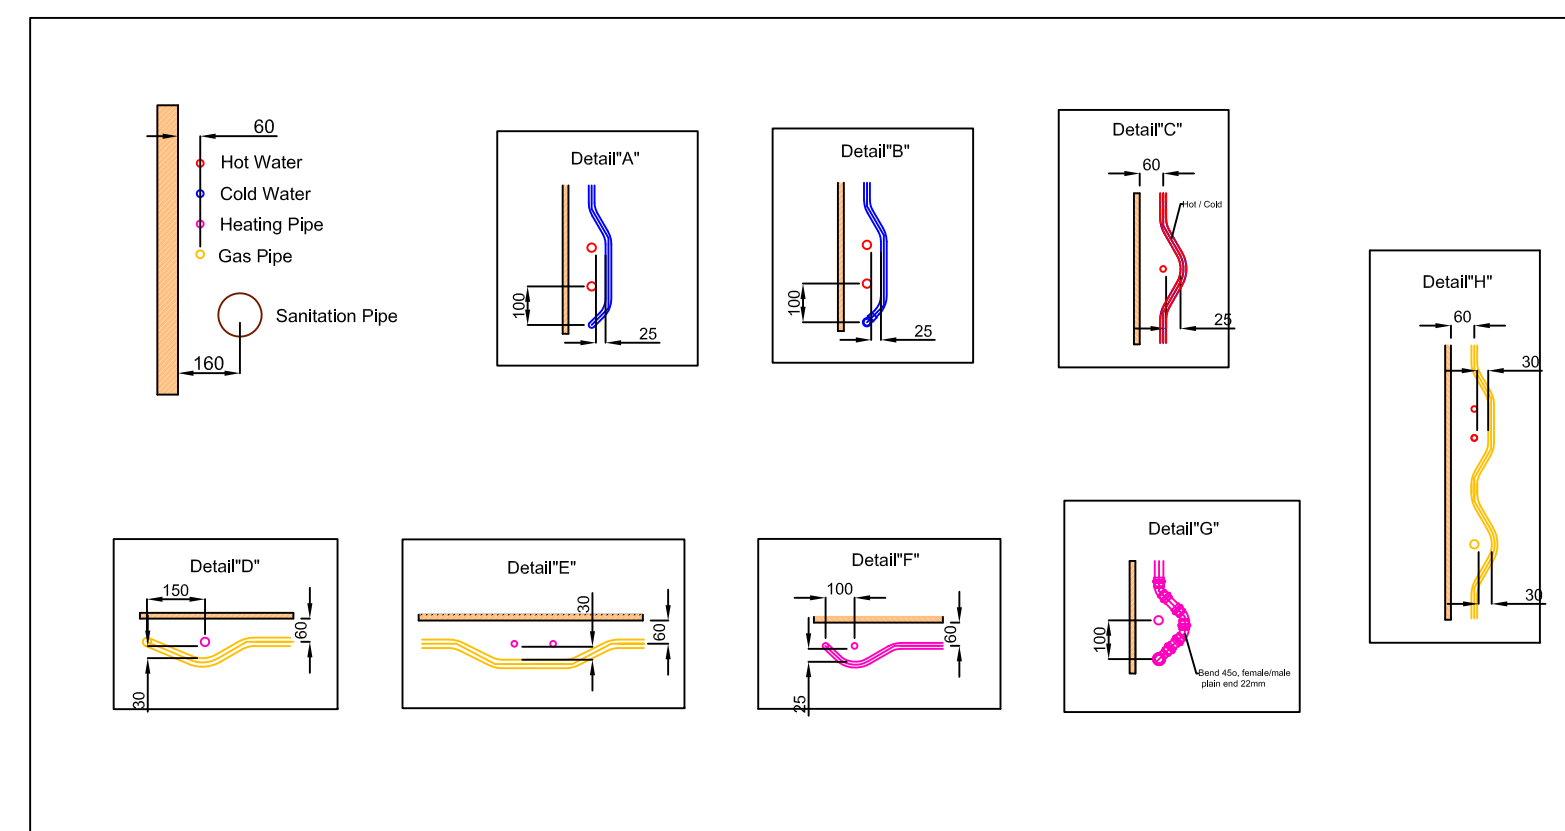 60
Hot Water
Cold Water
Heating Pipe
Gas Pipe
Sanitation Pipe
160
Detail"A"
100
25
Detail"B"
100
25
Detail"C"
60
Hot / Cold
25
Detail"H"
60
30
30
Detail"D"
150
60
30
Detail"E"
30
60
Detail"F"
100
60
25
Detail"G"
100
Bend 45o, female/male
plain end 22mm